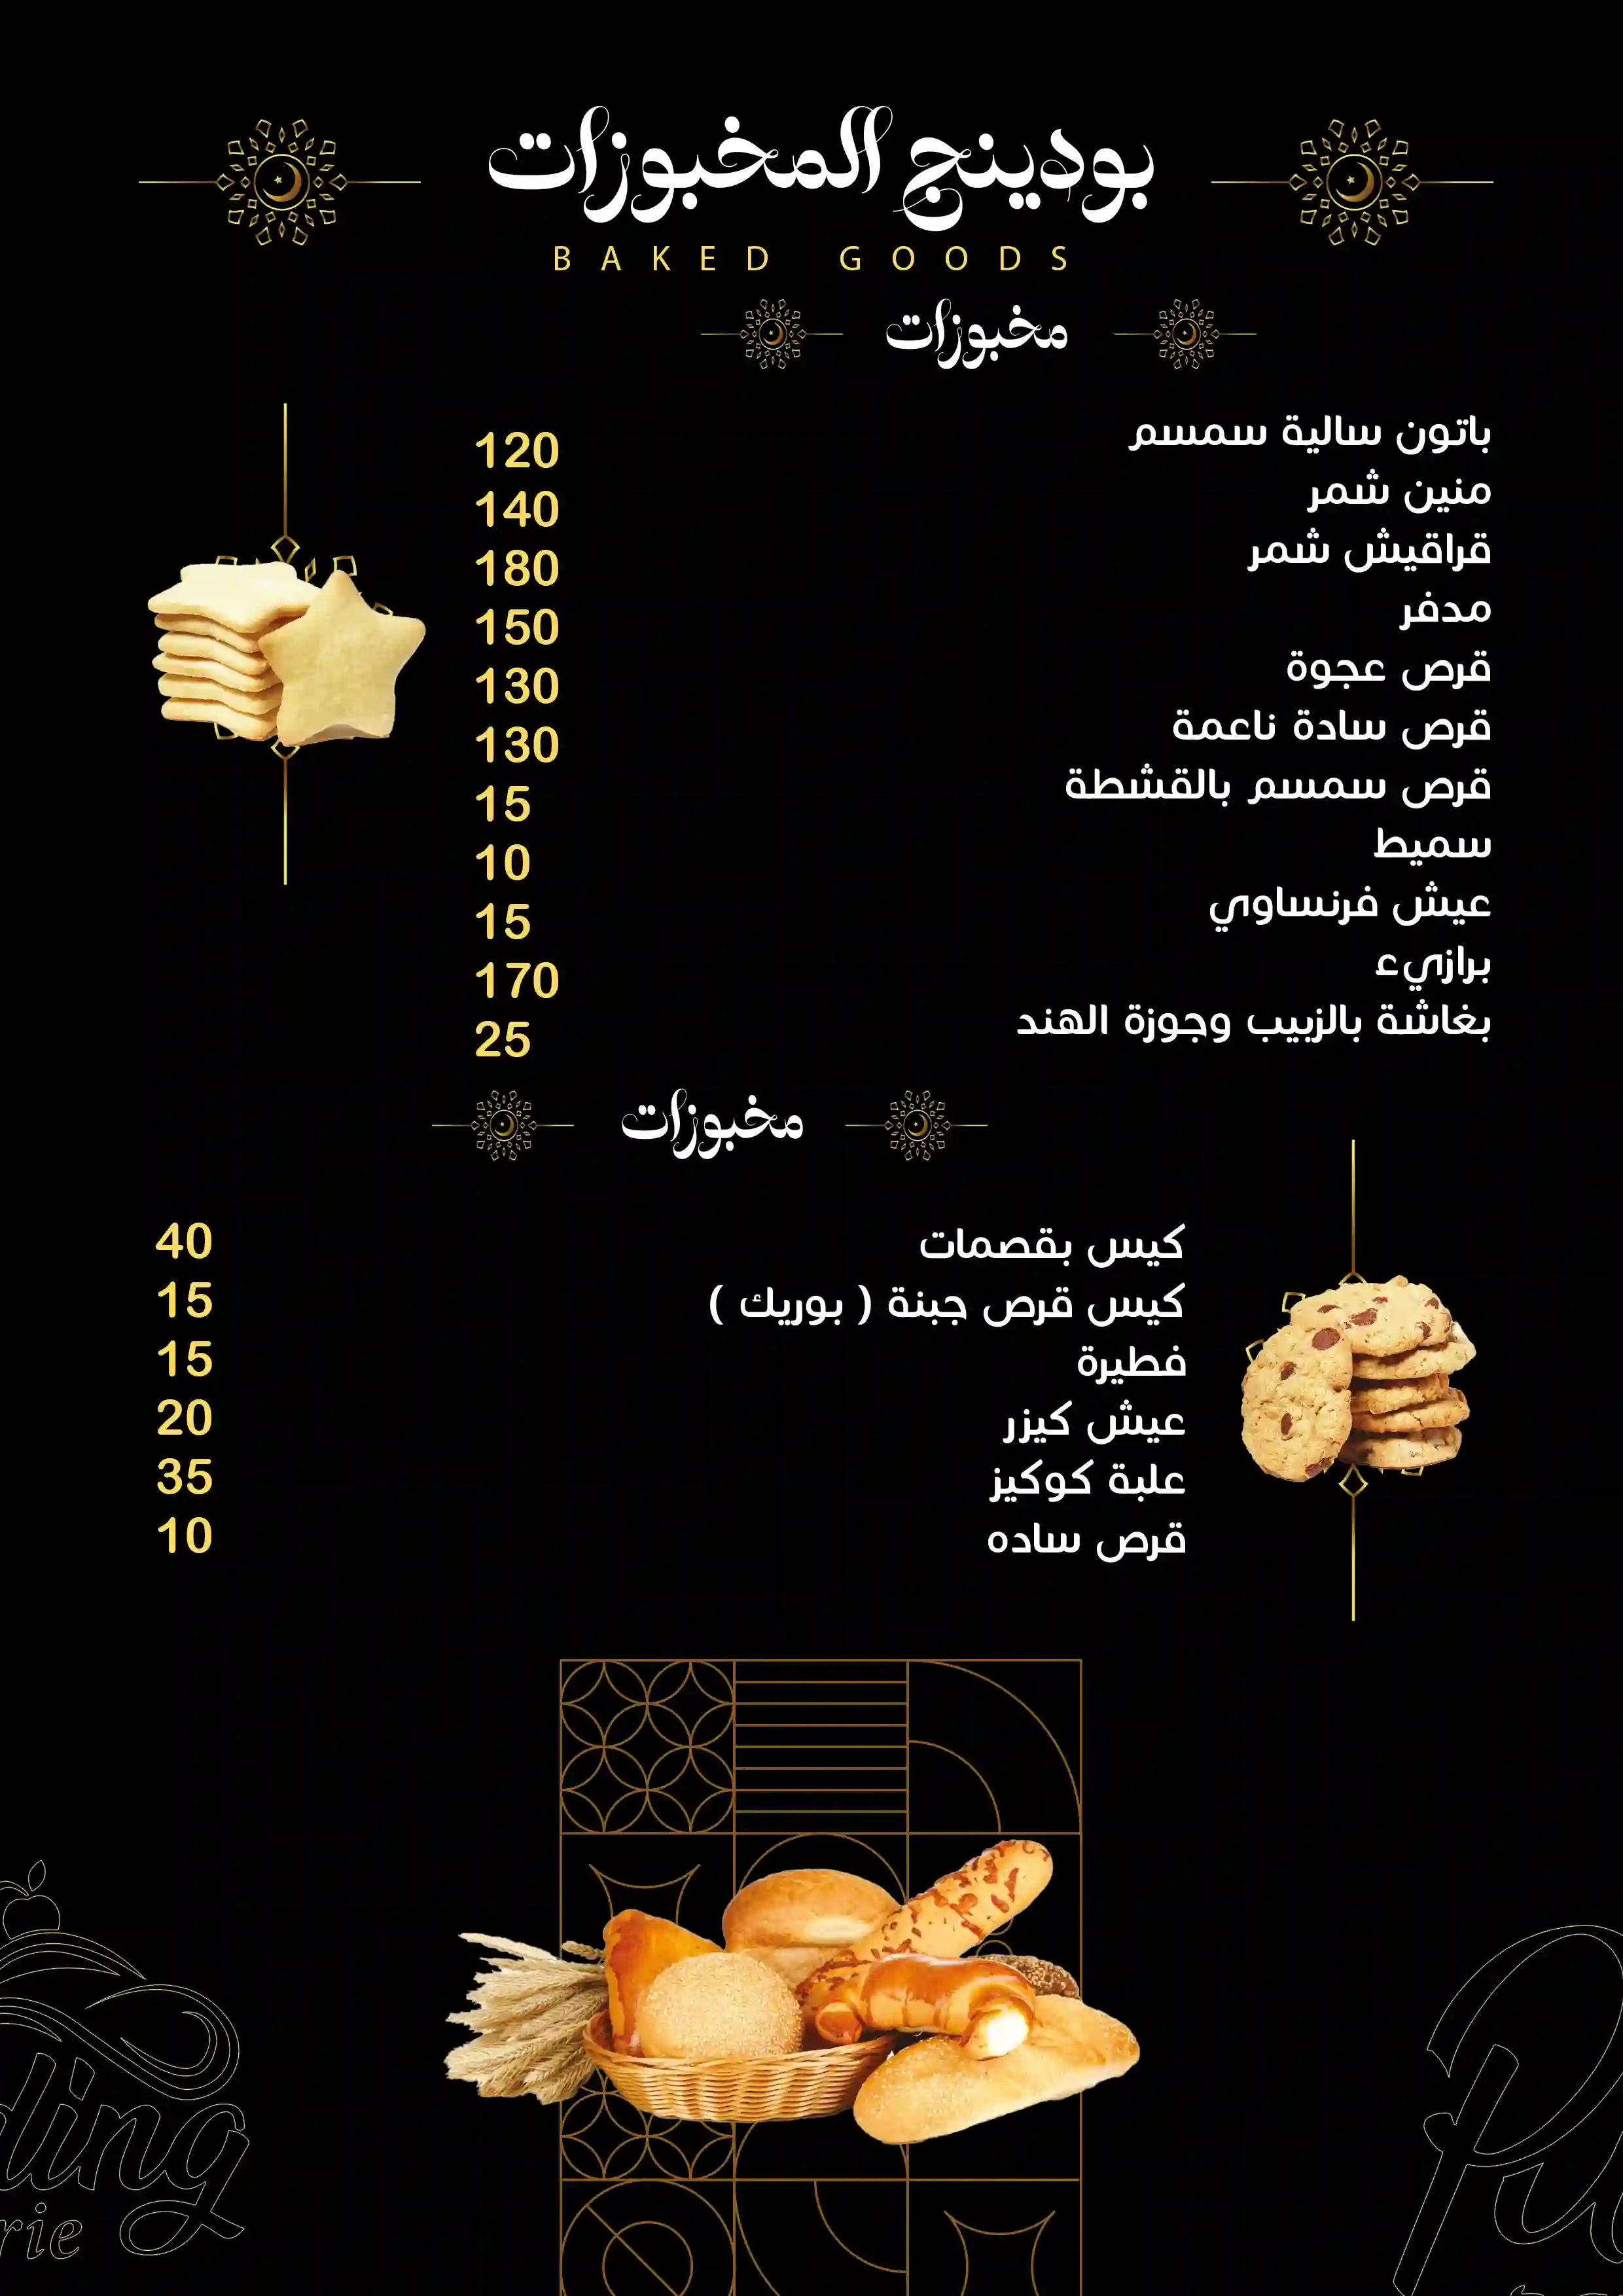 بودينج المخبوزات
BAKED GOODS
مخبوزات
باتون سالية سمسم 120
منين شمر 140
قراقيش شمر 180
مدفر 150
قرص عجوة 130
قرص سادة ناعمة 130
قرص سمسم بالقشطة 15
سميط 10
عيش فرنساوي 15
برازيء 170
بغاشة بالزبيب وجوزة الهند 25
مخبوزات
كيس بقصمات 40
كيس قرص جبنة ( بوريك ) 15
فطيرة 15
عيش كيزر 20
علبة كوكيز 35
قرص ساده 10
ding
rie
Pu